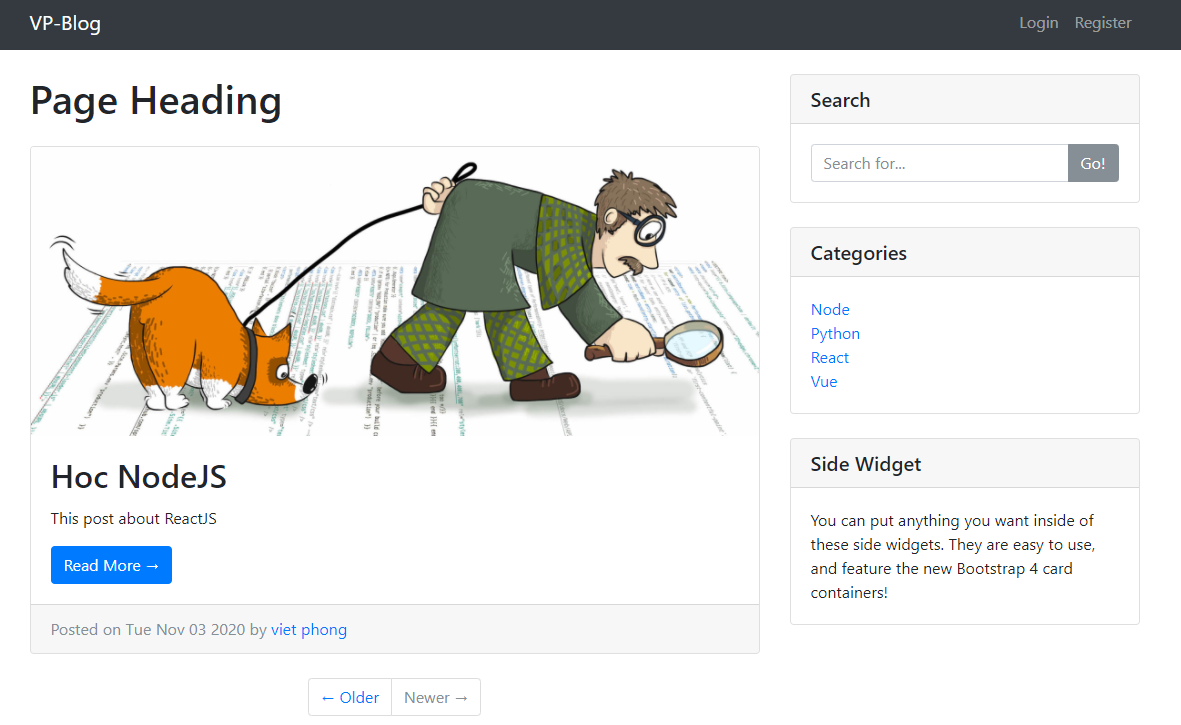 VP-Blog
Login Register
Page Heading
Hoc NodeJS
This post about ReactJS
Read More →
Posted on Tue Nov 03 2020 by viet phong
← Older Newer →
Search
Search for...
Go!
Categories
Node
Python
React
Vue
Side Widget
You can put anything you want inside of
these side widgets. They are easy to use,
and feature the new Bootstrap 4 card
containers!